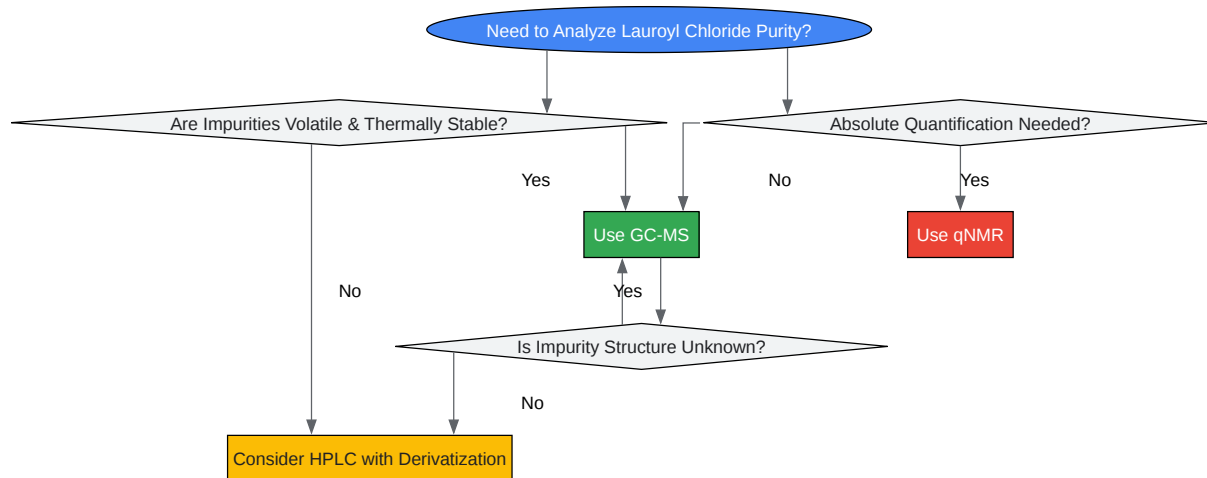 Need to Analyze Lauroyl Chloride Purity?
Are Impurities Volatile & Thermally Stable?
Absolute Quantification Needed?
Yes
No
Yes
Use GC-MS
Use qNMR
No
Yes
Is Impurity Structure Unknown?
No
Consider HPLC with Derivatization